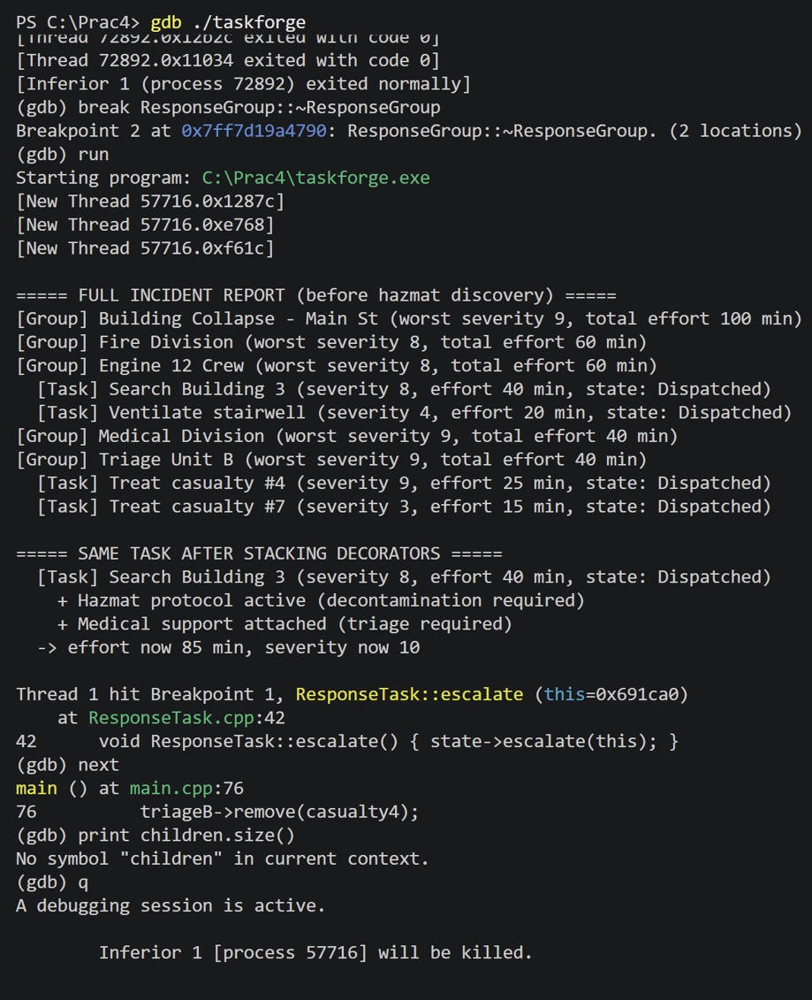 PS C:\Prac4> gdb ./taskforge
[Thread 72892.0x12b2c exited with code 0]
[Thread 72892.0x11034 exited with code 0]
[Inferior 1 (process 72892) exited normally]
(gdb) break ResponseGroup::~ResponseGroup
Breakpoint 2 at 0x7ff7d19a4790: ResponseGroup::~ResponseGroup. (2 locations)
(gdb) run
Starting program: C:\Prac4\taskforge.exe
[New Thread 57716.0x1287c]
[New Thread 57716.0xe768]
[New Thread 57716.0xf61c]

===== FULL INCIDENT REPORT (before hazmat discovery) =====
[Group] Building Collapse - Main St (worst severity 9, total effort 100 min)
[Group] Fire Division (worst severity 8, total effort 60 min)
[Group] Engine 12 Crew (worst severity 8, total effort 60 min)
  [Task] Search Building 3 (severity 8, effort 40 min, state: Dispatched)
  [Task] Ventilate stairwell (severity 4, effort 20 min, state: Dispatched)
[Group] Medical Division (worst severity 9, total effort 40 min)
[Group] Triage Unit B (worst severity 9, total effort 40 min)
  [Task] Treat casualty #4 (severity 9, effort 25 min, state: Dispatched)
  [Task] Treat casualty #7 (severity 3, effort 15 min, state: Dispatched)

===== SAME TASK AFTER STACKING DECORATORS =====
  [Task] Search Building 3 (severity 8, effort 40 min, state: Dispatched)
    + Hazmat protocol active (decontamination required)
    + Medical support attached (triage required)
  -> effort now 85 min, severity now 10

Thread 1 hit Breakpoint 1, ResponseTask::escalate (this=0x691ca0)
    at ResponseTask.cpp:42
42      void ResponseTask::escalate() { state->escalate(this); }
(gdb) next
main () at main.cpp:76
76          triageB->remove(casualty4);
(gdb) print children.size()
No symbol "children" in current context.
(gdb) q
A debugging session is active.

        Inferior 1 [process 57716] will be killed.